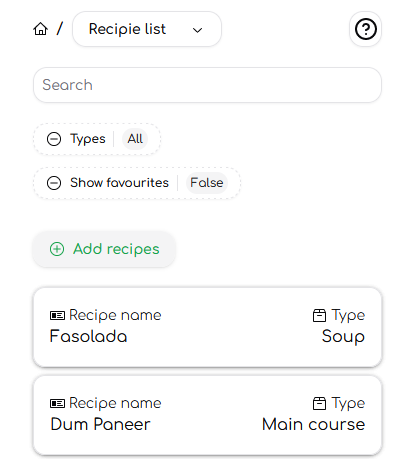 / Recipie list
Search
Types All
Show favourites False
Add recipes
Recipe name Type
Fasolada Soup
Recipe name Type
Dum Paneer Main course